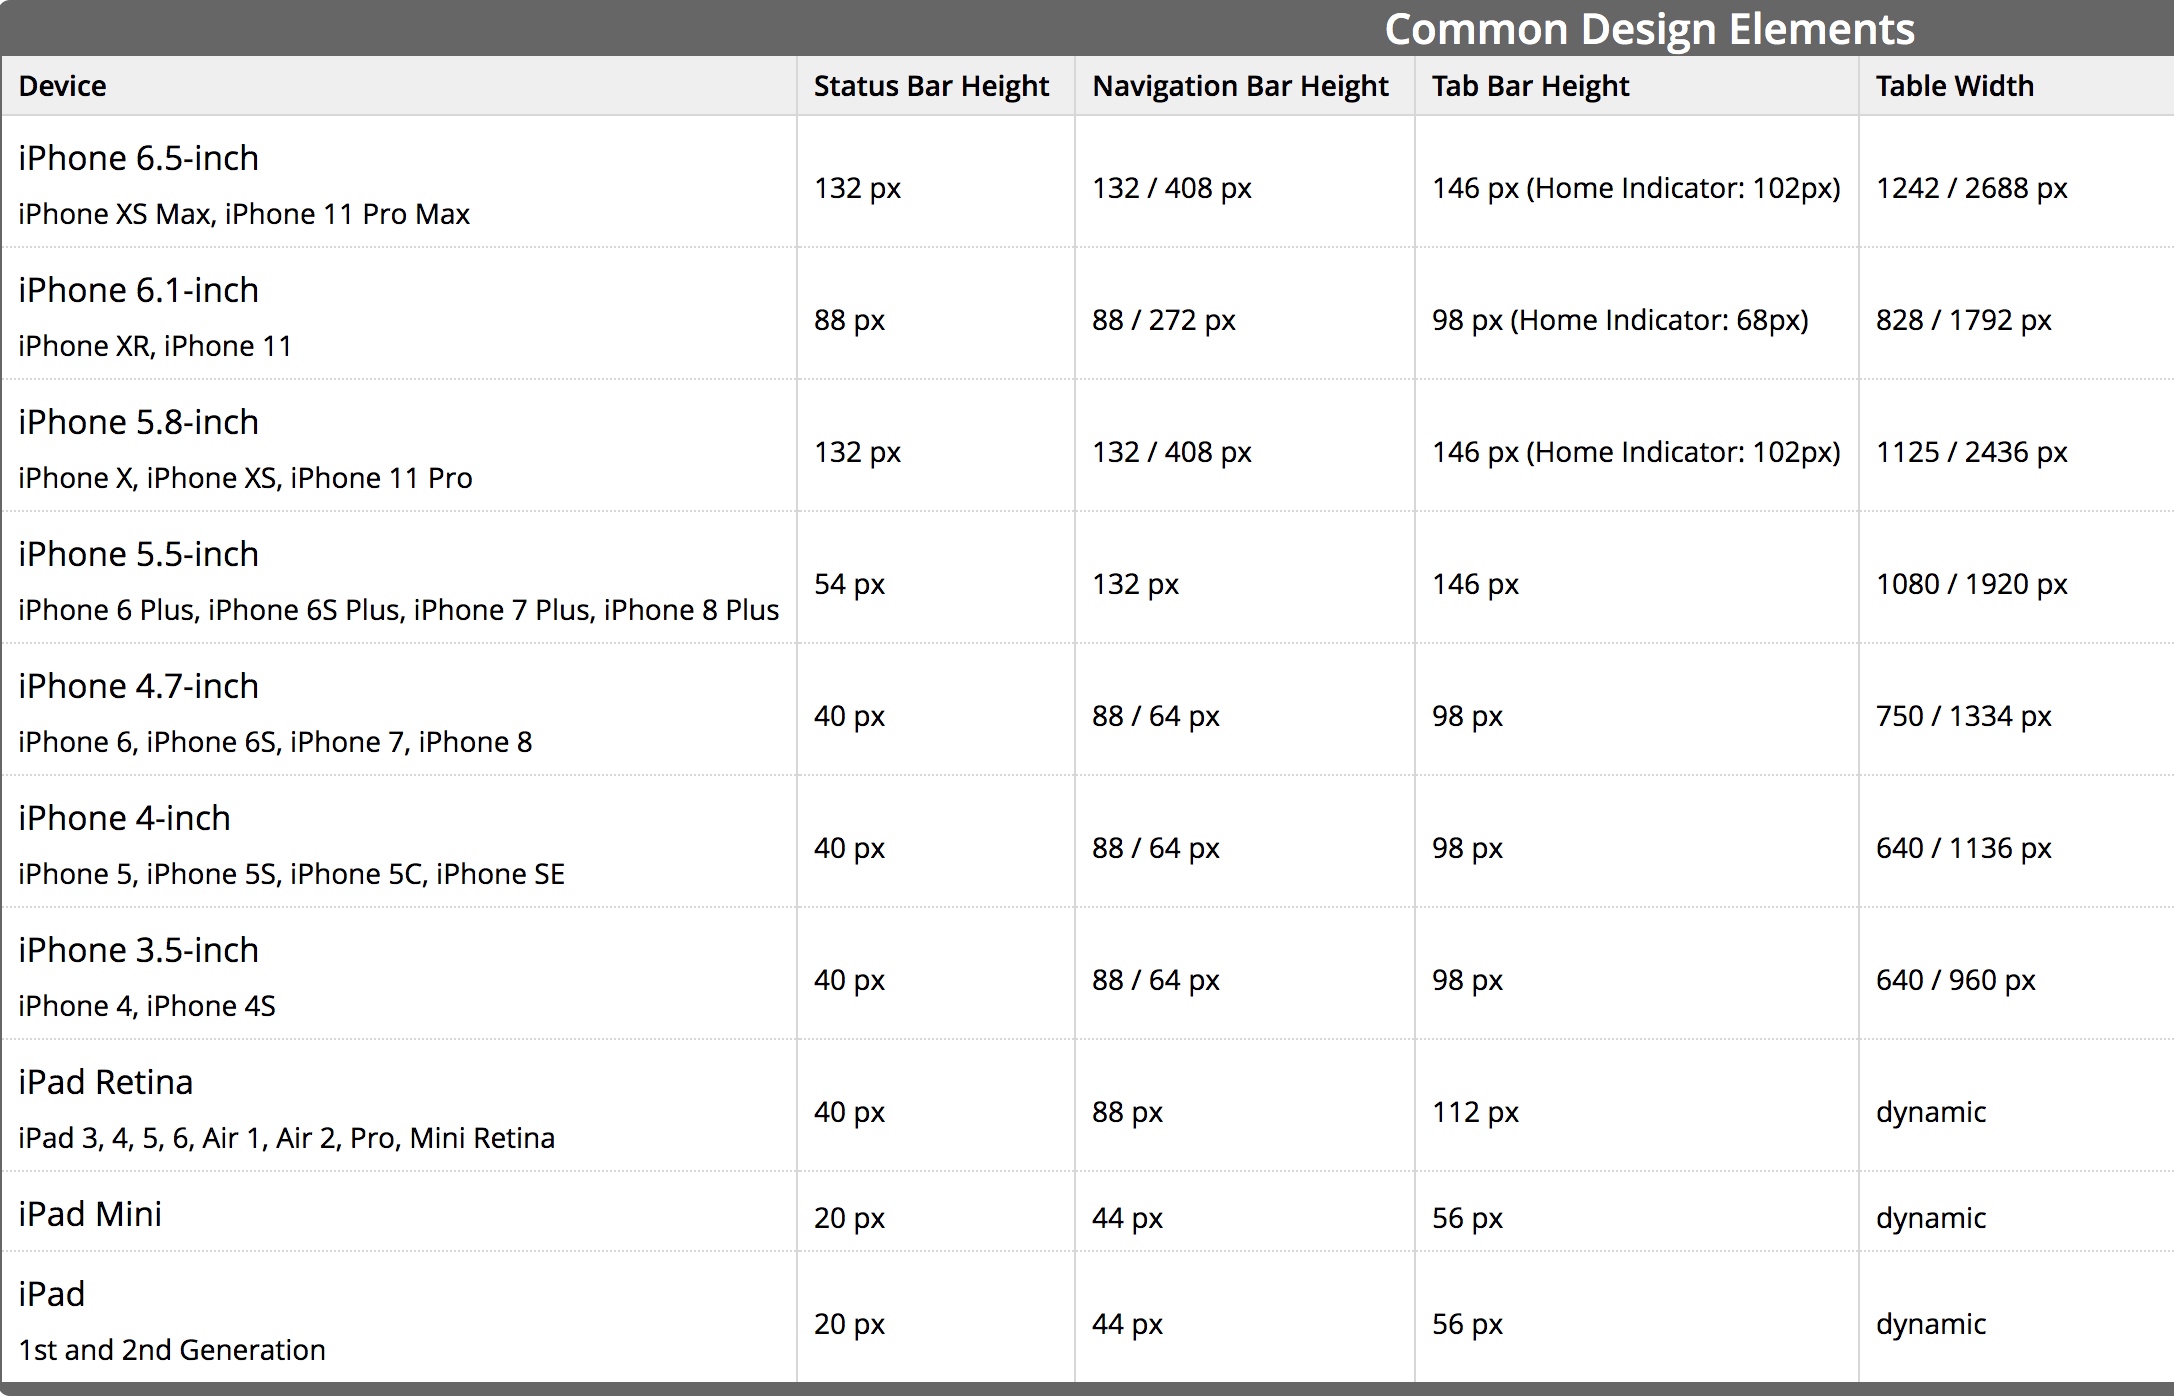 Common Design Elements
Device Status Bar Height Navigation Bar Height Tab Bar Height Table Width
iPhone 6.5-inch
iPhone XS Max, iPhone 11 Pro Max
132 px 132 / 408 px 146 px (Home Indicator: 102px) 1242 / 2688 px
iPhone 6.1-inch
iPhone XR, iPhone 11
88 px 88 / 272 px 98 px (Home Indicator: 68px) 828 / 1792 px
iPhone 5.8-inch
iPhone X, iPhone XS, iPhone 11 Pro
132 px 132 / 408 px 146 px (Home Indicator: 102px) 1125 / 2436 px
iPhone 5.5-inch
iPhone 6 Plus, iPhone 6S Plus, iPhone 7 Plus, iPhone 8 Plus
54 px 132 px 146 px 1080 / 1920 px
iPhone 4.7-inch
iPhone 6, iPhone 6S, iPhone 7, iPhone 8
40 px 88 / 64 px 98 px 750 / 1334 px
iPhone 4-inch
iPhone 5, iPhone 5S, iPhone 5C, iPhone SE
40 px 88 / 64 px 98 px 640 / 1136 px
iPhone 3.5-inch
iPhone 4, iPhone 4S
40 px 88 / 64 px 98 px 640 / 960 px
iPad Retina
iPad 3, 4, 5, 6, Air 1, Air 2, Pro, Mini Retina
40 px 88 px 112 px dynamic
iPad Mini
20 px 44 px 56 px dynamic
iPad
1st and 2nd Generation
20 px 44 px 56 px dynamic